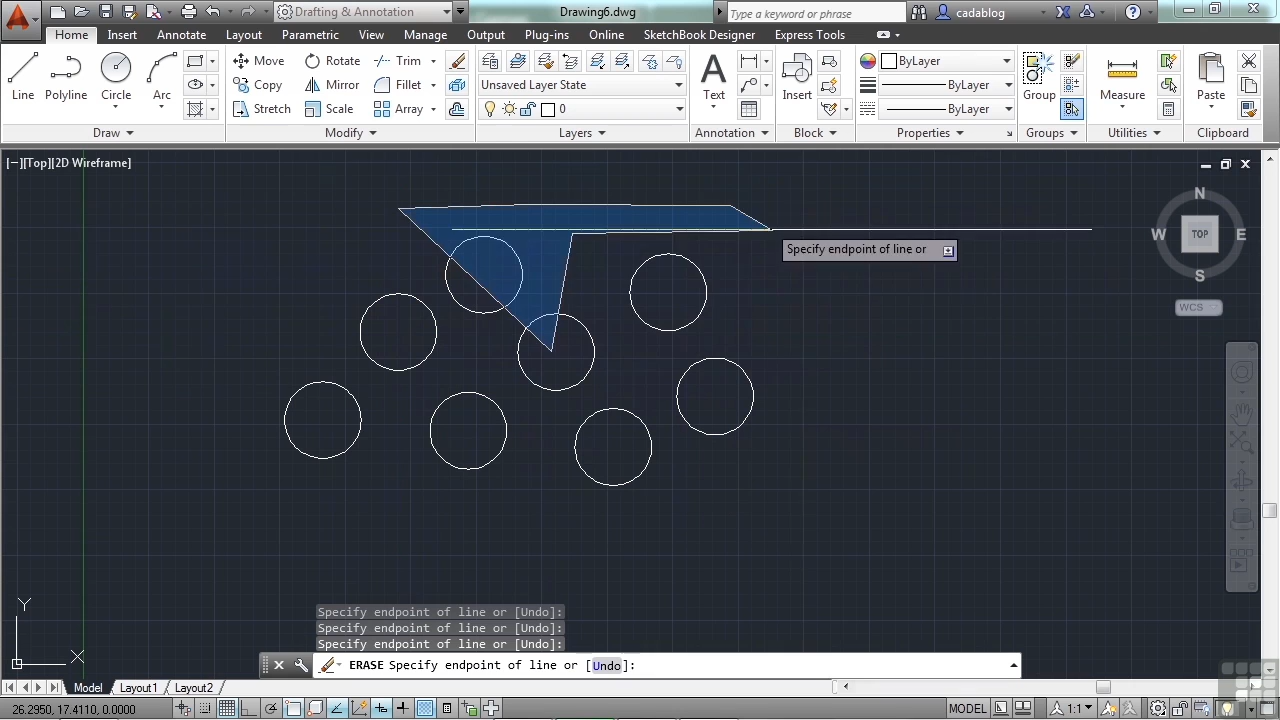 Drafting & Annotation
Drawing6.dwg
Type a keyword or phrase
cadablog
Home Insert Annotate Layout Parametric View Manage Output Plug-ins Online SketchBook Designer Express Tools
Line Polyline Circle Arc
Move Rotate Trim
Copy Mirror Fillet
Stretch Scale Array
Unsaved Layer State
0
Text
Insert
ByLayer
ByLayer
ByLayer
Group
Measure
Paste
Draw Modify Layers Annotation Block Properties Groups Utilities Clipboard
[−][Top][2D Wireframe]
N
W TOP E
S
WCS
Specify endpoint of line or
Y
X
Specify endpoint of line or [Undo]:
Specify endpoint of line or [Undo]:
Specify endpoint of line or [Undo]:
ERASE Specify endpoint of line or [Undo]:
Model Layout1 Layout2
26.2950, 17.4110, 0.0000
MODEL
1:1